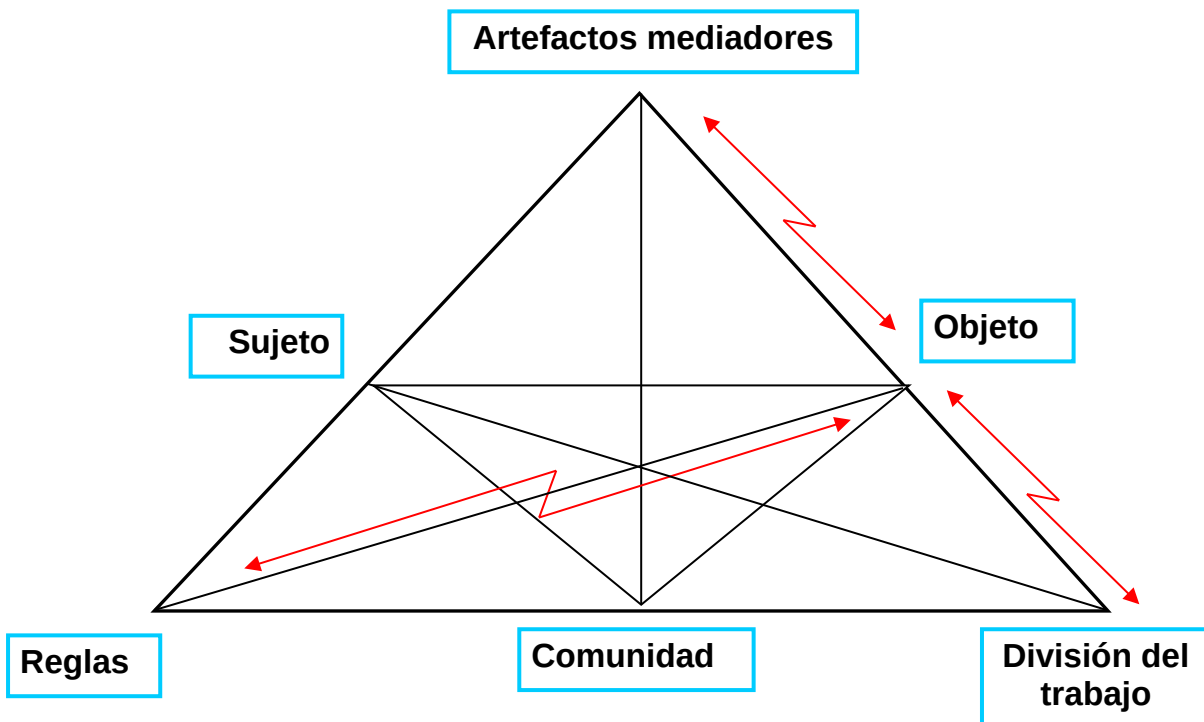 Artefactos mediadores
Sujeto
Objeto
Reglas
Comunidad
División del
trabajo